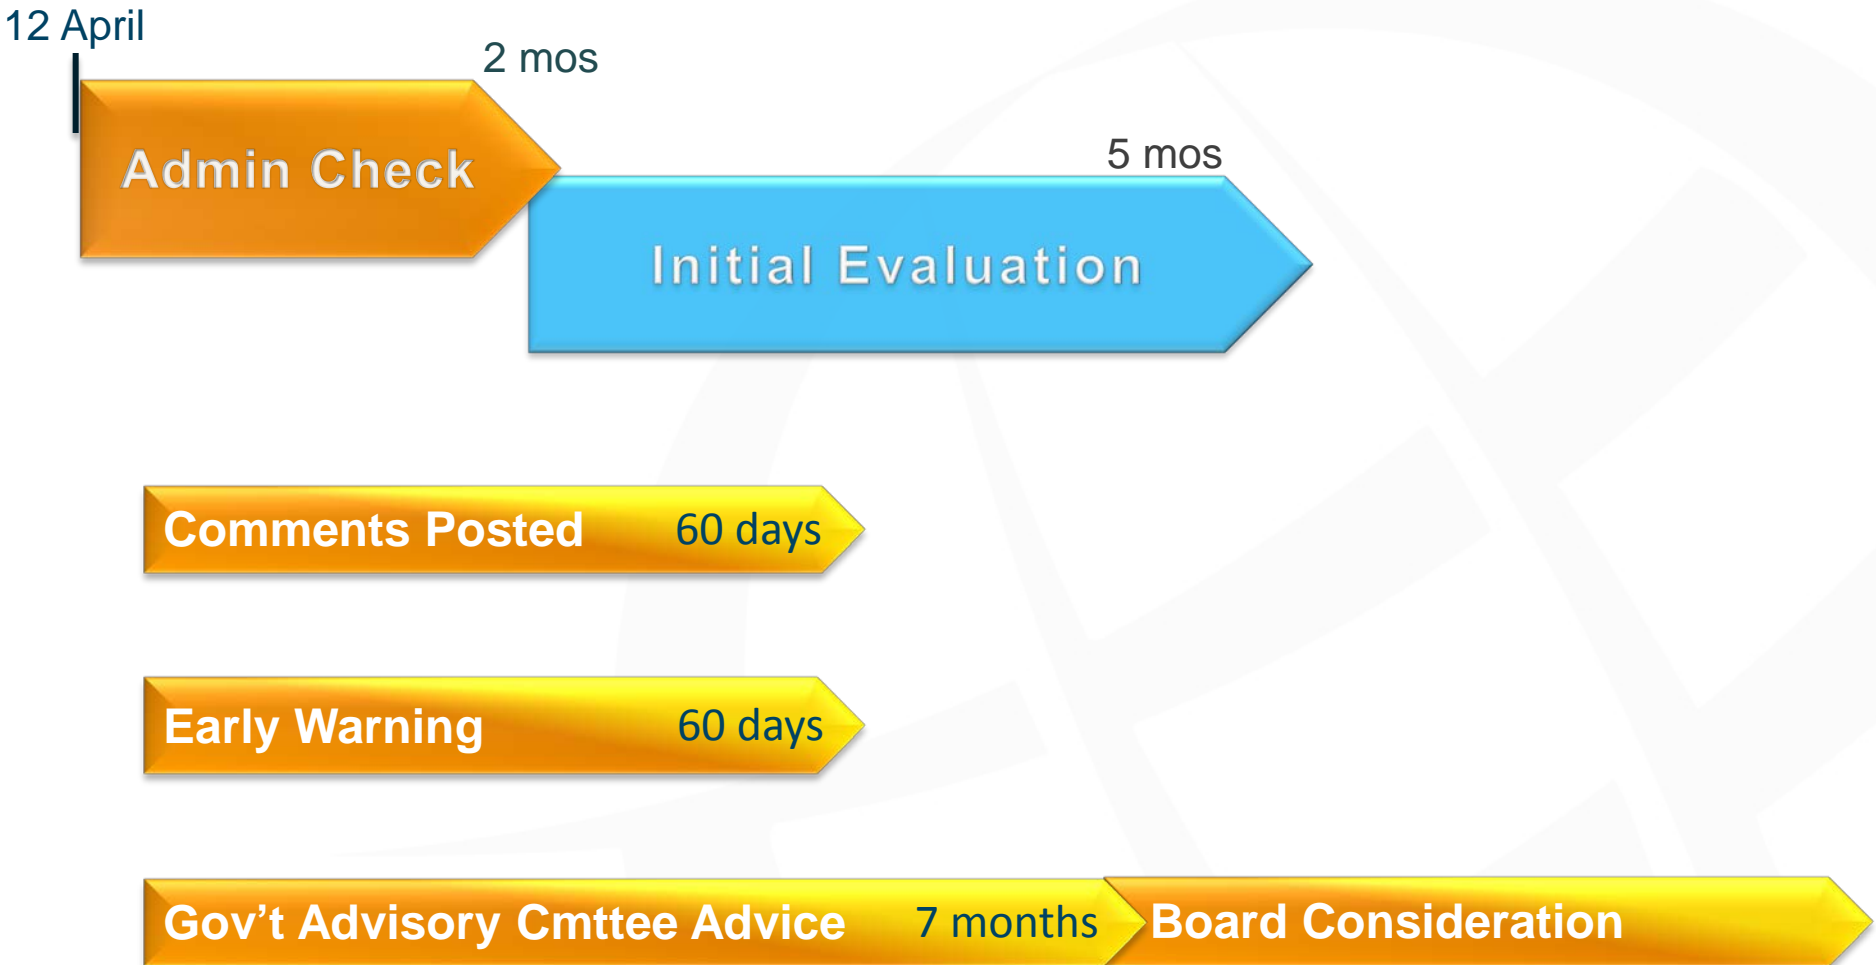 12 April
2 mos
Admin Check
5 mos
Initial Evaluation
Comments Posted 60 days
Early Warning 60 days
Gov’t Advisory Cmttee Advice 7 months Board Consideration